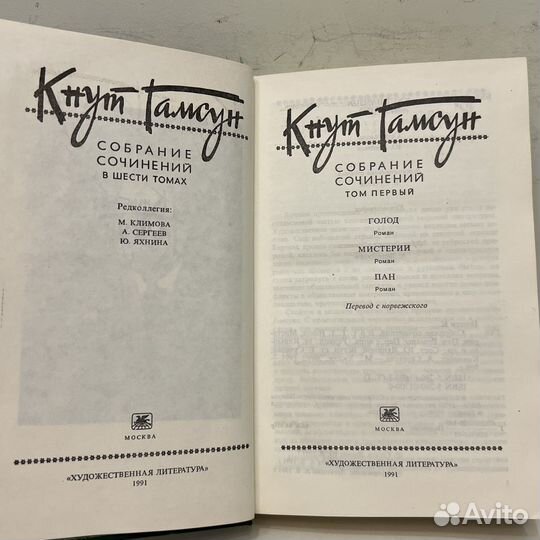 Кнут Гамсун
СОБРАНИЕ
СОЧИНЕНИЙ
В ШЕСТИ ТОМАХ
Редколлегия:
М. КЛИМОВА
А. СЕРГЕЕВ
Ю. ЯХНИНА
МОСКВА
«ХУДОЖЕСТВЕННАЯ ЛИТЕРАТУРА»
1991
Кнут Гамсун
СОБРАНИЕ
СОЧИНЕНИЙ
ТОМ ПЕРВЫЙ
ГОЛОД
Роман
МИСТЕРИИ
Роман
ПАН
Роман
Перевод с норвежского
МОСКВА
«ХУДОЖЕСТВЕННАЯ ЛИТЕРАТУРА»
1991
Avito